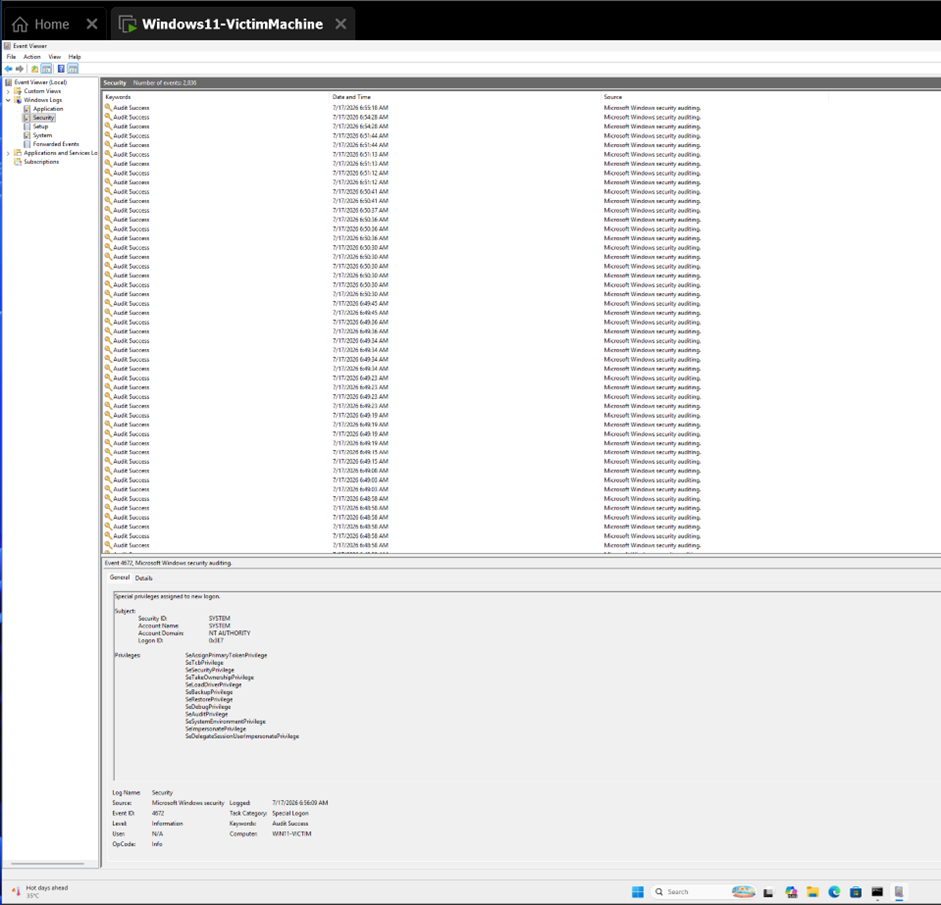 Home
Windows11-VictimMachine
Event Viewer
File Action View Help
Event Viewer (Local)
Custom Views
Windows Logs
Application
Security
Setup
System
Forwarded Events
Applications and Services Lo
Subscriptions
Security Number of events: 2,
Keywords Date and Time Source
Audit Success 7/17/2026 6:55:18 AM Microsoft Windows security auditing.
Audit Success 7/17/2026 6:54:28 AM Microsoft Windows security auditing.
Audit Success 7/17/2026 6:54:28 AM Microsoft Windows security auditing.
Audit Success 7/17/2026 6:51:44 AM Microsoft Windows security auditing.
Audit Success 7/17/2026 6:51:44 AM Microsoft Windows security auditing.
Audit Success 7/17/2026 6:51:13 AM Microsoft Windows security auditing.
Audit Success 7/17/2026 6:51:13 AM Microsoft Windows security auditing.
Audit Success 7/17/2026 6:51:12 AM Microsoft Windows security auditing.
Audit Success 7/17/2026 6:51:12 AM Microsoft Windows security auditing.
Audit Success 7/17/2026 6:50:41 AM Microsoft Windows security auditing.
Audit Success 7/17/2026 6:50:41 AM Microsoft Windows security auditing.
Audit Success 7/17/2026 6:50:37 AM Microsoft Windows security auditing.
Audit Success 7/17/2026 6:50:36 AM Microsoft Windows security auditing.
Audit Success 7/17/2026 6:50:36 AM Microsoft Windows security auditing.
Audit Success 7/17/2026 6:50:36 AM Microsoft Windows security auditing.
Audit Success 7/17/2026 6:50:30 AM Microsoft Windows security auditing.
Audit Success 7/17/2026 6:50:30 AM Microsoft Windows security auditing.
Audit Success 7/17/2026 6:50:30 AM Microsoft Windows security auditing.
Audit Success 7/17/2026 6:50:30 AM Microsoft Windows security auditing.
Audit Success 7/17/2026 6:50:30 AM Microsoft Windows security auditing.
Audit Success 7/17/2026 6:50:30 AM Microsoft Windows security auditing.
Audit Success 7/17/2026 6:49:45 AM Microsoft Windows security auditing.
Audit Success 7/17/2026 6:49:45 AM Microsoft Windows security auditing.
Audit Success 7/17/2026 6:49:36 AM Microsoft Windows security auditing.
Audit Success 7/17/2026 6:49:36 AM Microsoft Windows security auditing.
Audit Success 7/17/2026 6:49:34 AM Microsoft Windows security auditing.
Audit Success 7/17/2026 6:49:34 AM Microsoft Windows security auditing.
Audit Success 7/17/2026 6:49:34 AM Microsoft Windows security auditing.
Audit Success 7/17/2026 6:49:34 AM Microsoft Windows security auditing.
Audit Success 7/17/2026 6:49:23 AM Microsoft Windows security auditing.
Audit Success 7/17/2026 6:49:23 AM Microsoft Windows security auditing.
Audit Success 7/17/2026 6:49:23 AM Microsoft Windows security auditing.
Audit Success 7/17/2026 6:49:23 AM Microsoft Windows security auditing.
Audit Success 7/17/2026 6:49:19 AM Microsoft Windows security auditing.
Audit Success 7/17/2026 6:49:19 AM Microsoft Windows security auditing.
Audit Success 7/17/2026 6:49:19 AM Microsoft Windows security auditing.
Audit Success 7/17/2026 6:49:19 AM Microsoft Windows security auditing.
Audit Success 7/17/2026 6:49:15 AM Microsoft Windows security auditing.
Audit Success 7/17/2026 6:49:15 AM Microsoft Windows security auditing.
Audit Success 7/17/2026 6:49:08 AM Microsoft Windows security auditing.
Audit Success 7/17/2026 6:49:03 AM Microsoft Windows security auditing.
Audit Success 7/17/2026 6:49:03 AM Microsoft Windows security auditing.
Audit Success 7/17/2026 6:48:58 AM Microsoft Windows security auditing.
Audit Success 7/17/2026 6:48:58 AM Microsoft Windows security auditing.
Audit Success 7/17/2026 6:48:58 AM Microsoft Windows security auditing.
Audit Success 7/17/2026 6:48:58 AM Microsoft Windows security auditing.
Audit Success 7/17/2026 6:48:58 AM Microsoft Windows security auditing.
Audit Success 7/17/2026 6:48:58 AM Microsoft Windows security auditing.
Event 4672, Microsoft Windows security auditing.
General Details
Special privileges assigned to new logon.
Subject:
Security ID: SYSTEM
Account Name: SYSTEM
Account Domain: NT AUTHORITY
Logon ID: 0x3E7
Privileges: SeAssignPrimaryTokenPrivilege
SeTcbPrivilege
SeSecurityPrivilege
SeTakeOwnershipPrivilege
SeLoadDriverPrivilege
SeBackupPrivilege
SeRestorePrivilege
SeDebugPrivilege
SeAuditPrivilege
SeSystemEnvironmentPrivilege
SeImpersonatePrivilege
SeDelegateSessionUserImpersonatePrivilege
Log Name: Security
Source: Microsoft Windows security Logged: 7/17/2026 6:56:09 AM
Event ID: 4672 Task Category: Special Logon
Level: Information Keywords: Audit Success
User: N/A Computer: WIN11-VICTIM
OpCode: Info
Hot days ahead
35°C
Search